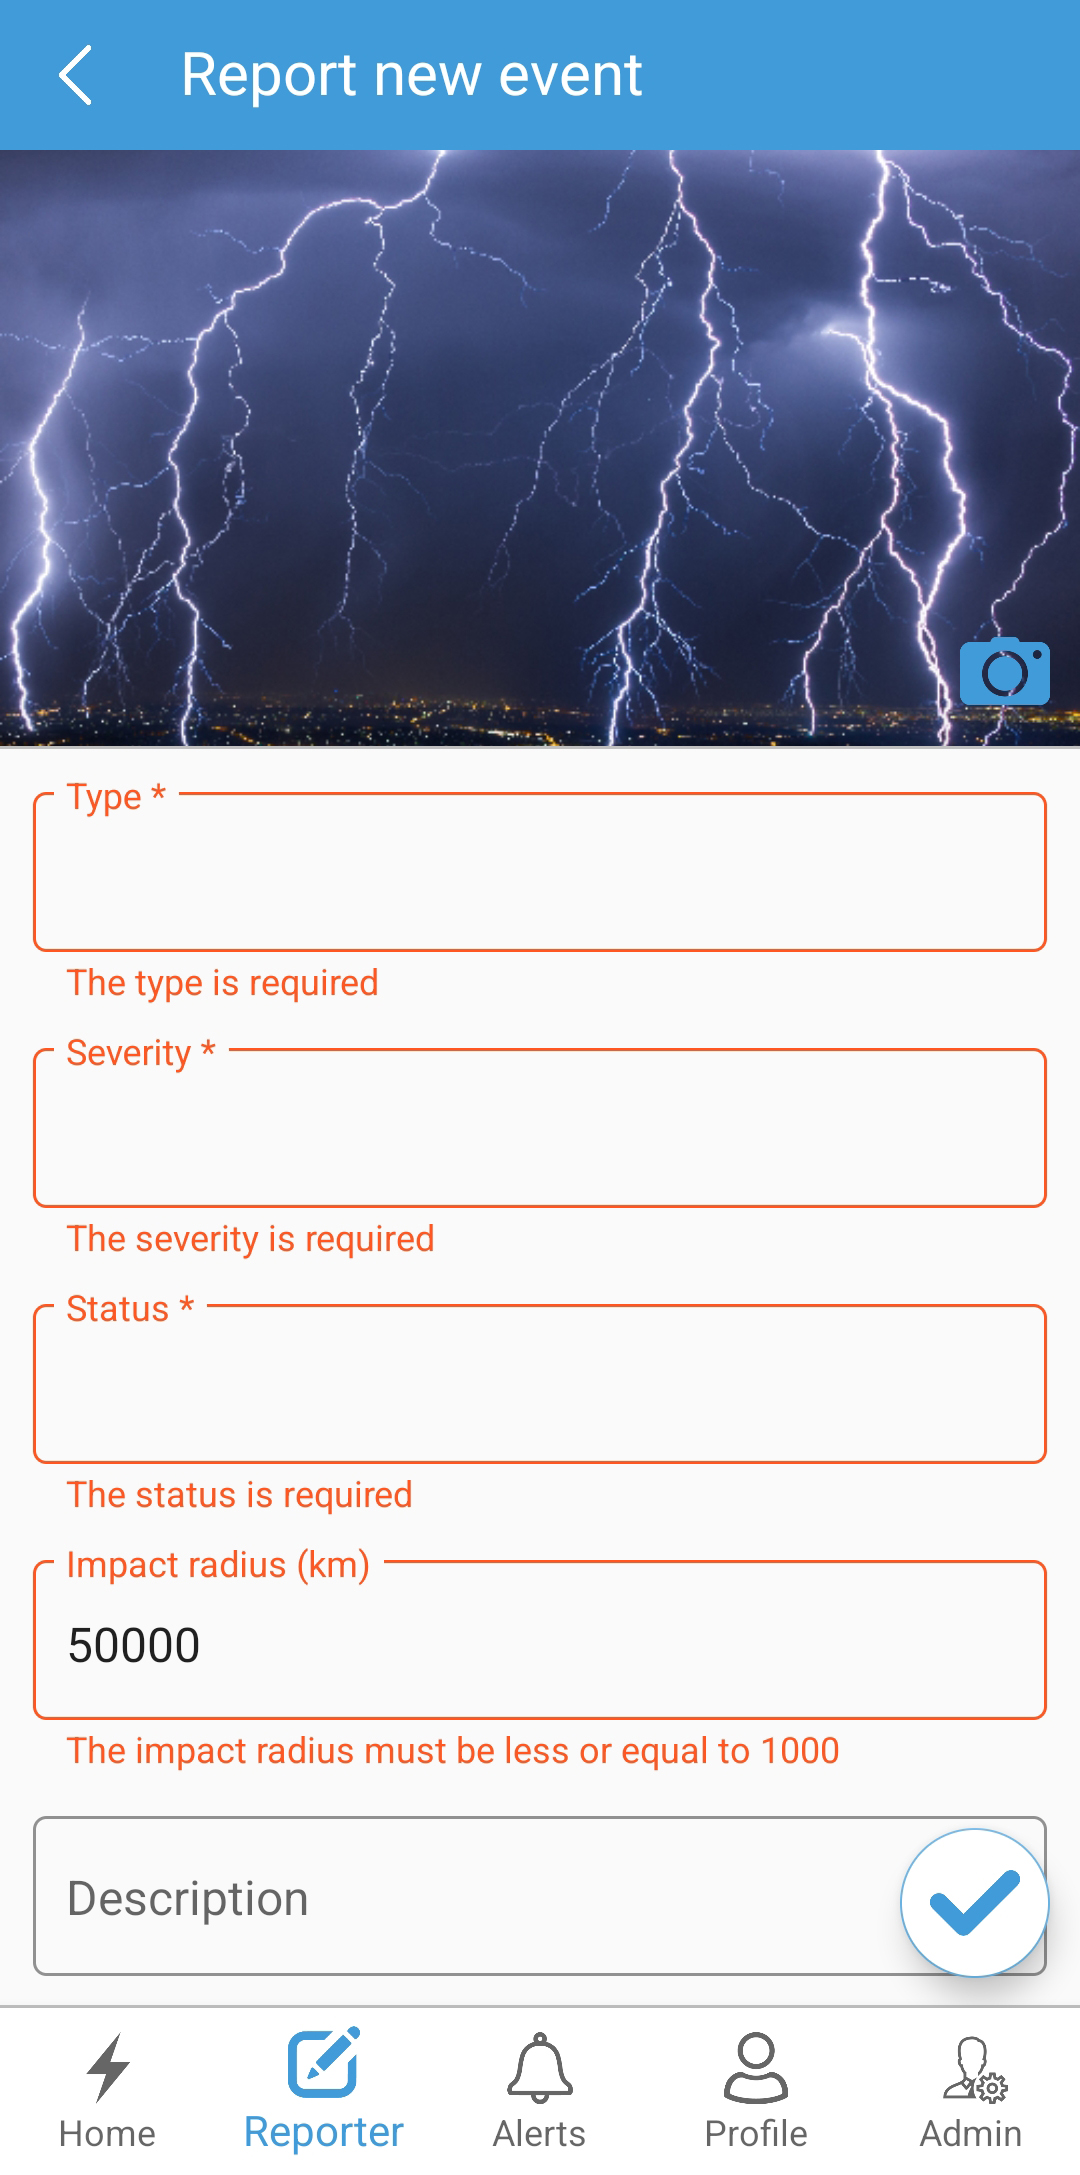 Report new event
Type *
The type is required
Severity *
The severity is required
Status *
The status is required
Impact radius (km)
50000
The impact radius must be less or equal to 1000
Description
Home
Reporter
Alerts
Profile
Admin